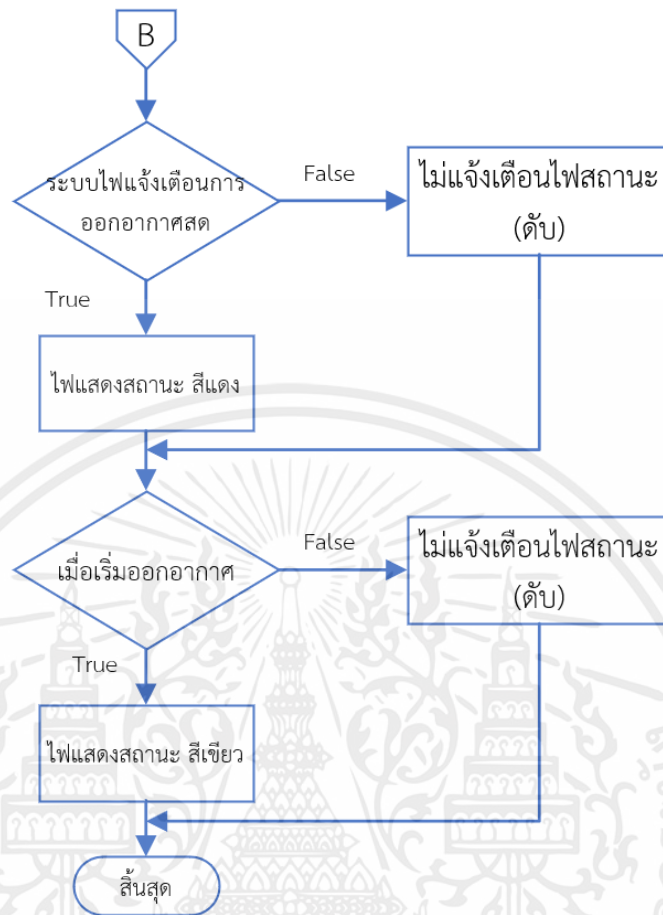 B
ระบบไฟแจ้งเตือนการ
ออกอากาศสด
False
ไม่แจ้งเตือนไฟสถานะ
(ดับ)
True
ไฟแสดงสถานะ สีแดง
เมื่อเริ่มออกอากาศ
False
ไม่แจ้งเตือนไฟสถานะ
(ดับ)
True
ไฟแสดงสถานะ สีเขียว
สิ้นสุด